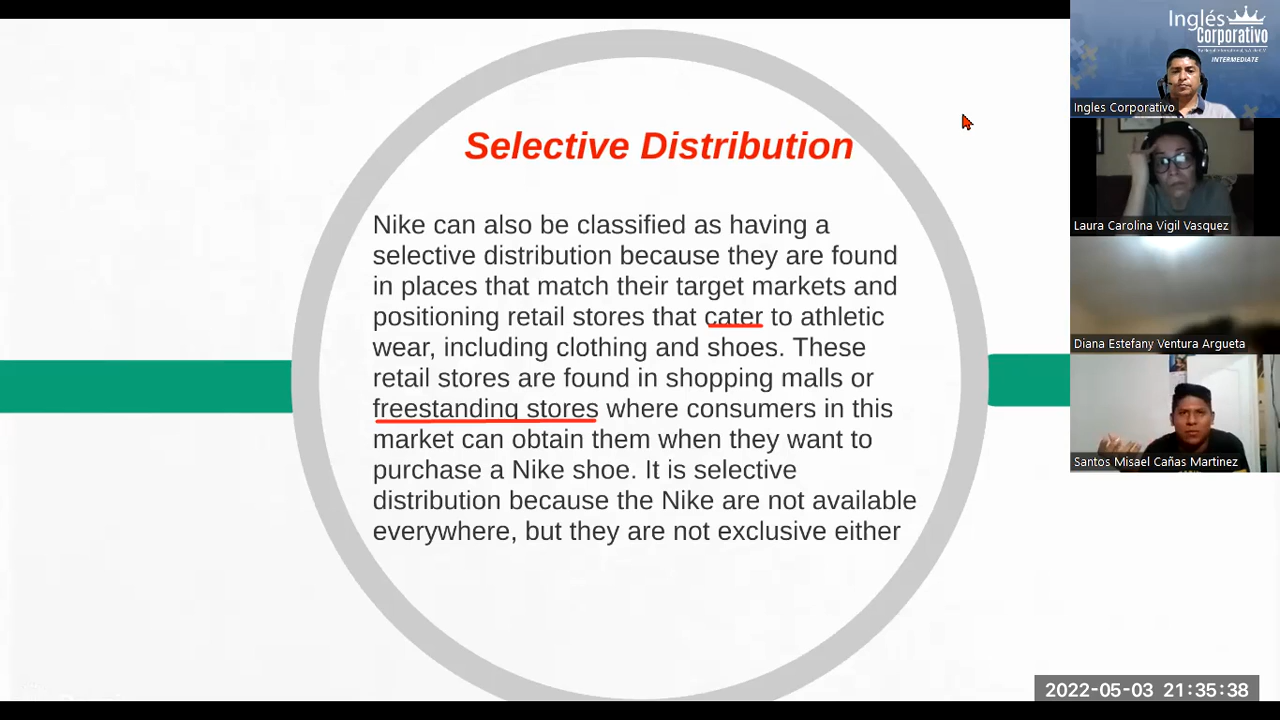 Selective Distribution
Nike can also be classified as having a
selective distribution because they are found
in places that match their target markets and
positioning retail stores that cater to athletic
wear, including clothing and shoes. These
retail stores are found in shopping malls or
freestanding stores where consumers in this
market can obtain them when they want to
purchase a Nike shoe. It is selective
distribution because the Nike are not available
everywhere, but they are not exclusive either
Inglés
Corporativo
INTERMEDIATE
Ingles Corporativo
Laura Carolina Vigil Vasquez
Diana Estefany Ventura Argueta
Santos Misael Cañas Martinez
2022-05-03 21:35:38